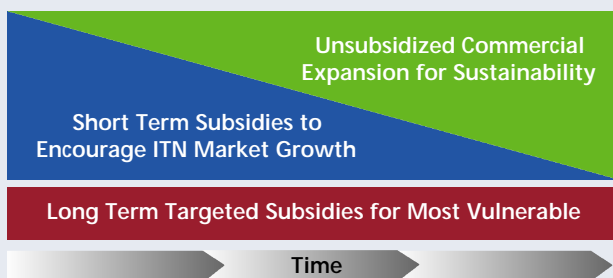 Unsubsidized Commercial
Expansion for Sustainability
Short Term Subsidies to
Encourage ITN Market Growth
Long Term Targeted Subsidies for Most Vulnerable
Time